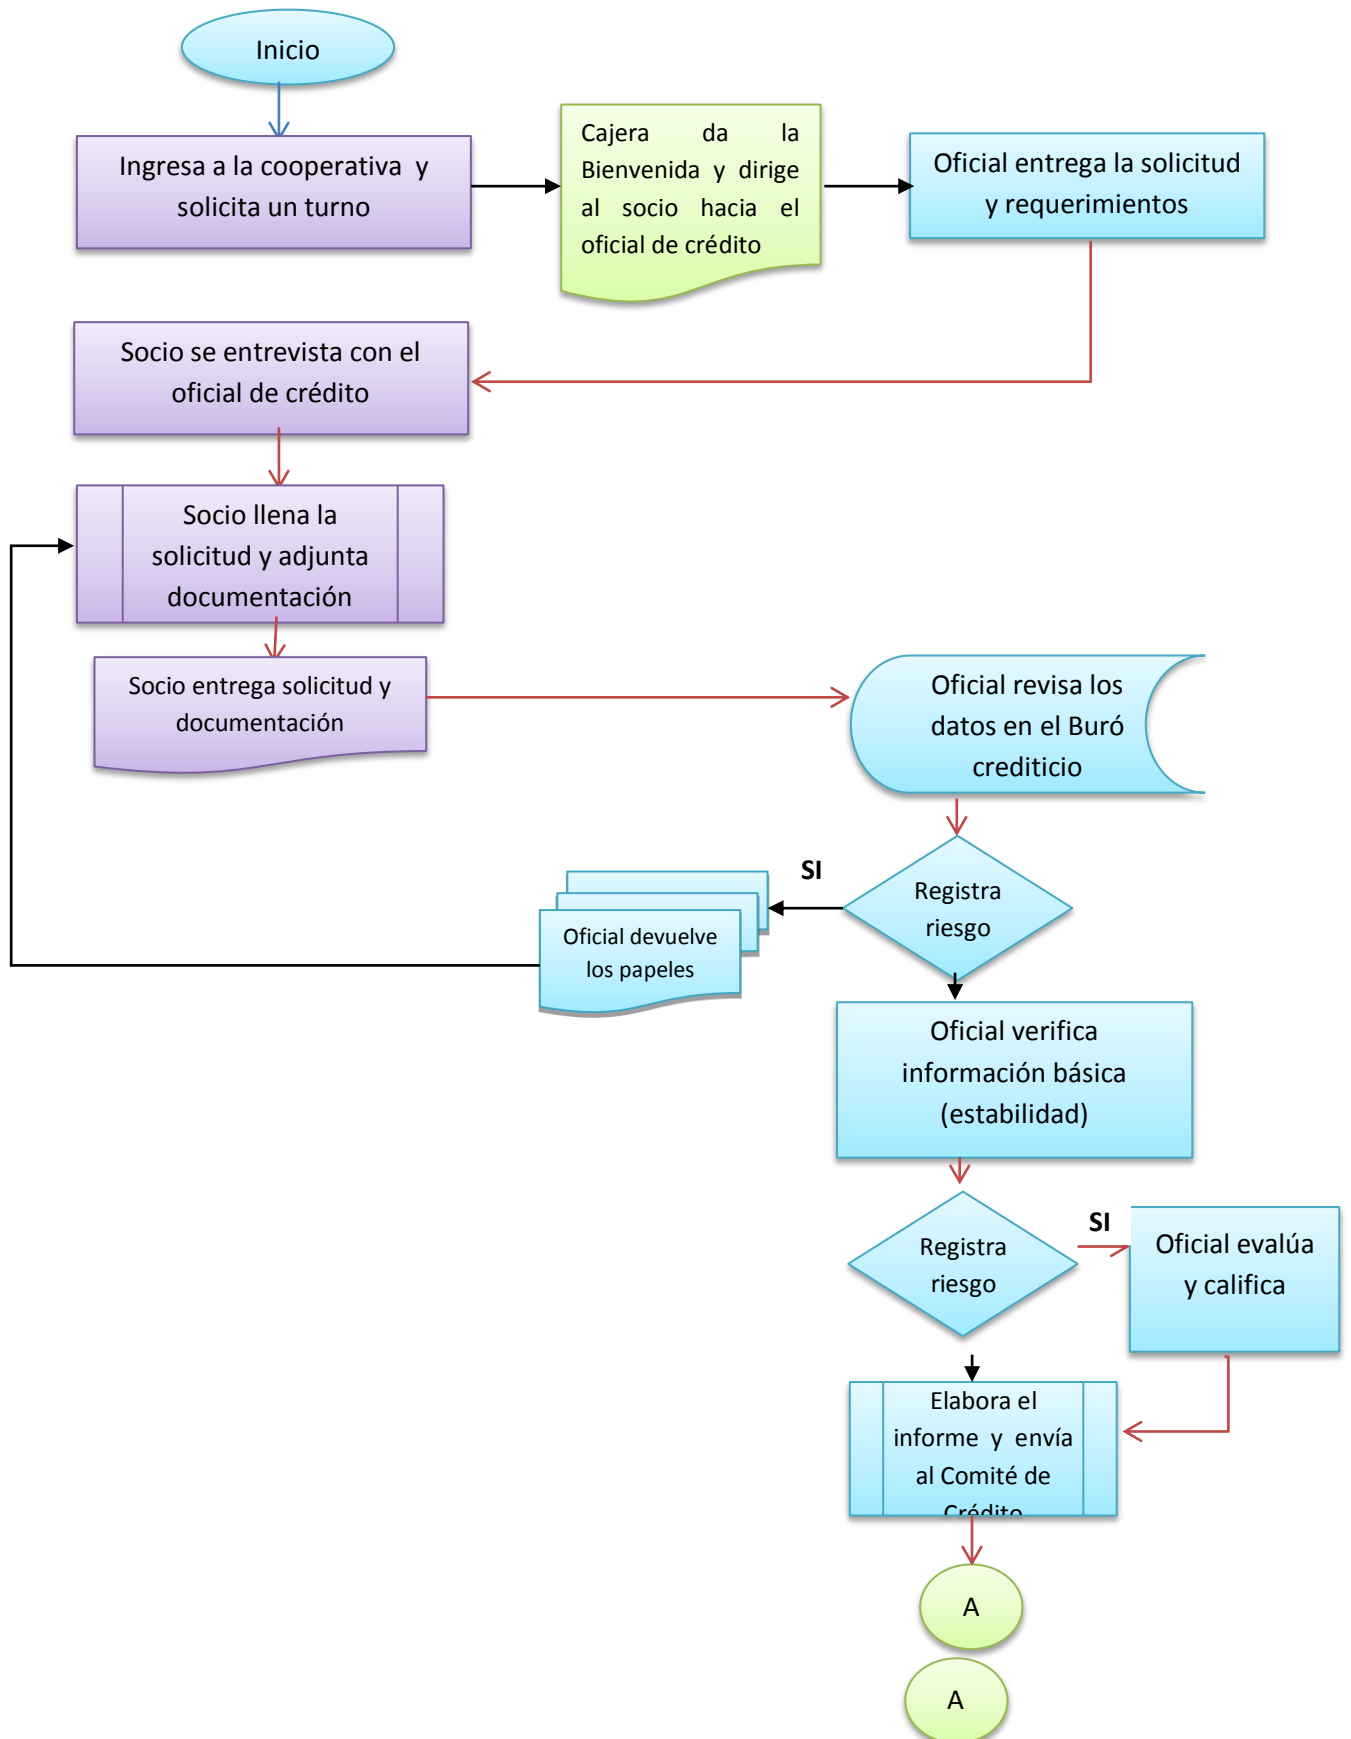 Inicio
Ingresa a la cooperativa y
solicita un turno
Cajera da la
Bienvenida y dirige
al socio hacia el
oficial de crédito
Oficial entrega la solicitud
y requerimientos
Socio se entrevista con el
oficial de crédito
Socio llena la
solicitud y adjunta
documentación
Socio entrega solicitud y
documentación
Oficial revisa los
datos en el Buró
crediticio
SI
Registra
riesgo
Oficial devuelve
los papeles
Oficial verifica
información básica
(estabilidad)
Registra
riesgo
SI
Oficial evalúa
y califica
Elabora el
informe y envía
al Comité de
Crédito
A
A